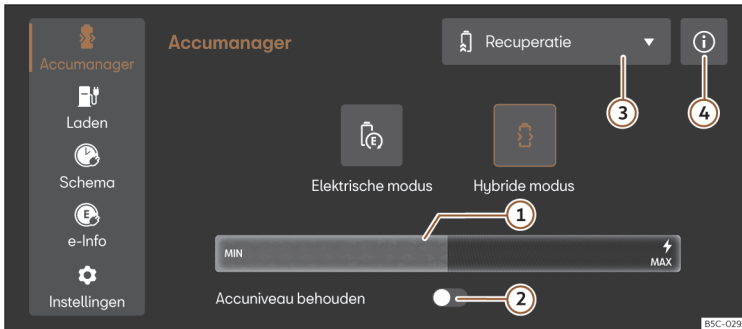 Accumanager
Laden
Schema
e-Info
Instellingen
Accumanager
Recuperatie
3
4
E
Elektrische modus
Hybride modus
1
MIN
MAX
Accuniveau behouden
2
E
B5C-029